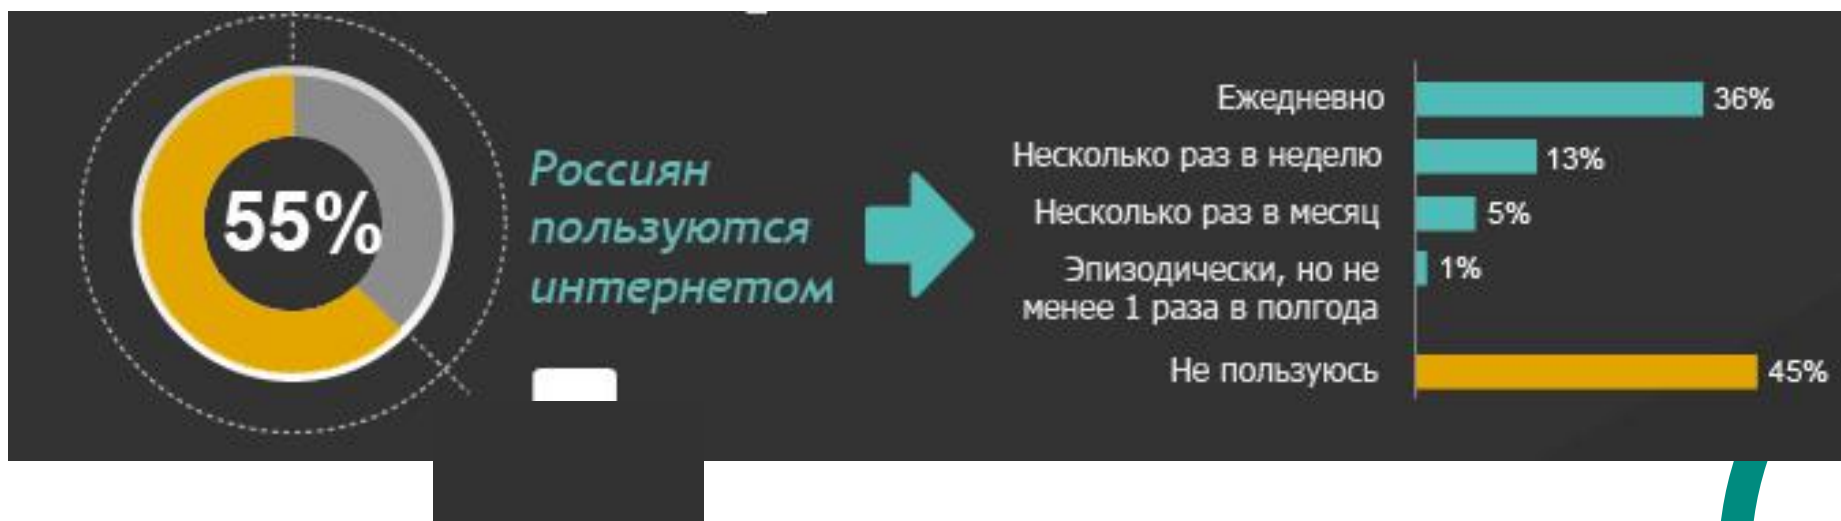 55%
Россиян
пользуются
интернетом
Ежедневно 36%
Несколько раз в неделю 13%
Несколько раз в месяц 5%
Эпизодически, но не 1%
менее 1 раза в полгода
Не пользуюсь 45%